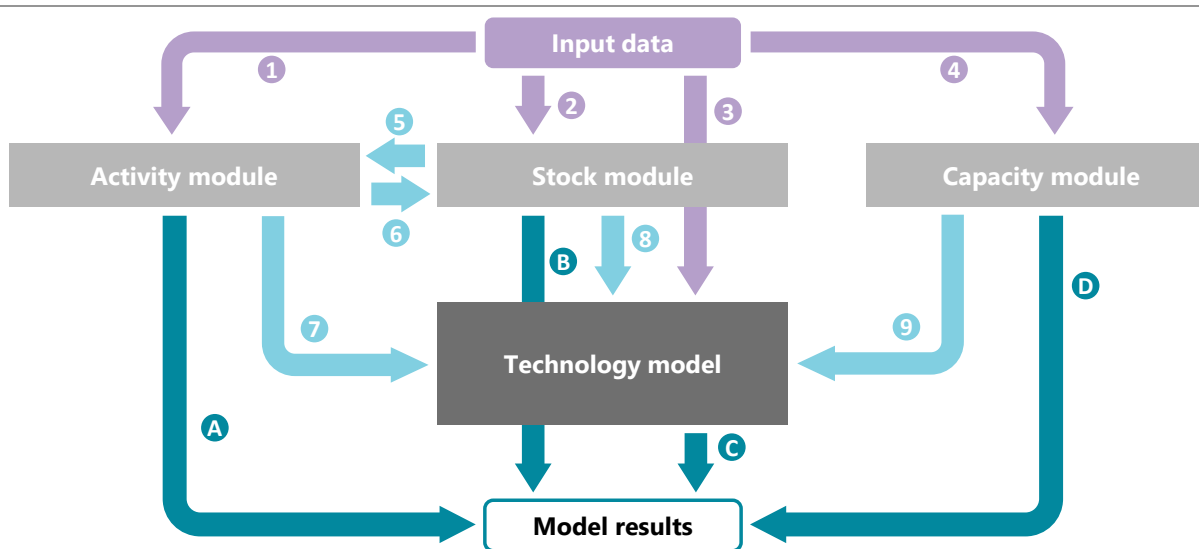 Input data
1
4
2
3
5
Activity module
Stock module
Capacity module
6
8
B
D
7
9
Technology model
A
C
Model results